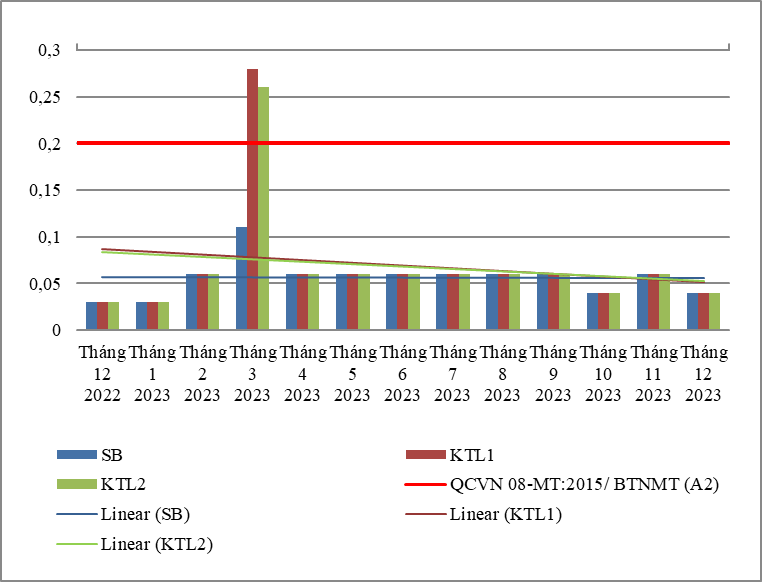 0,3
0,25
0,2
0,15
0,1
0,05
0
Tháng 12 2022
Tháng 1 2023
Tháng 2 2023
Tháng 3 2023
Tháng 4 2023
Tháng 5 2023
Tháng 6 2023
Tháng 7 2023
Tháng 8 2023
Tháng 9 2023
Tháng 10 2023
Tháng 11 2023
Tháng 12 2023
SB
KTL1
KTL2
QCVN 08-MT:2015/ BTNMT (A2)
Linear (SB)
Linear (KTL1)
Linear (KTL2)